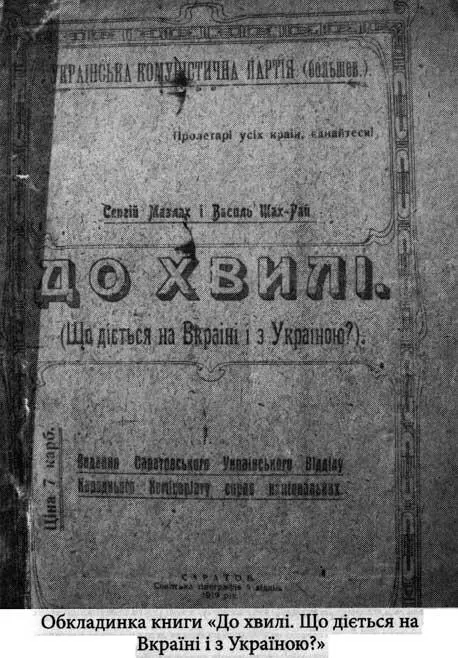 УКРАЇНСЬКА КОМУНІСТИЧНА ПАРТІЯ (большев.).
Пролетарі усіх країн, єднайтеся!
Сергій Мазлах і Василь Шах-Рай
ДО ХВИЛІ.
(Що діється на Вкраїні і з Україною?).
Видання Саратовського Українського Відділу
Народнього Комісаріату справ національних.
Ціна 7 карб.
САРАТОВ.
1919 рік
Обкладинка книги «До хвилі. Що діється на
Вкраїні і з Україною?»